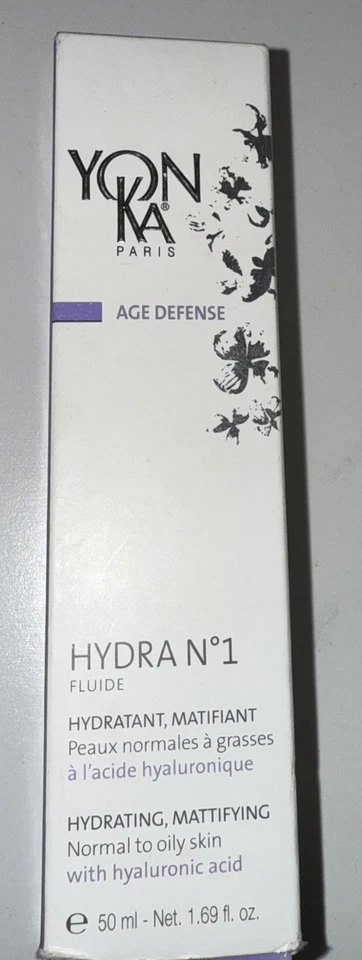 YON
KA®
PARIS
AGE DEFENSE
HYDRA N°1
FLUIDE
HYDRATANT, MATIFIANT
Peaux normales à grasses
à l'acide hyaluronique
HYDRATING, MATTIFYING
Normal to oily skin
with hyaluronic acid
e 50 ml - Net. 1.69 fl. oz.